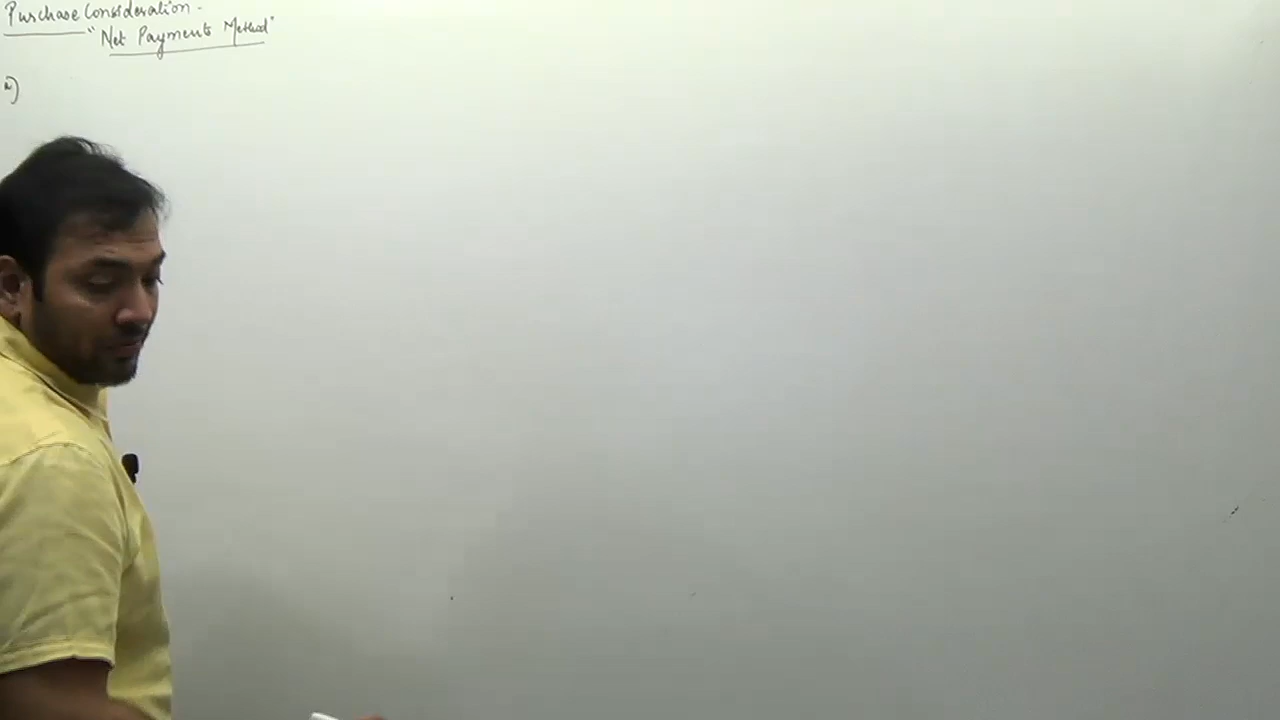 Purchase Consideration -
"Net Payments Method"
a)